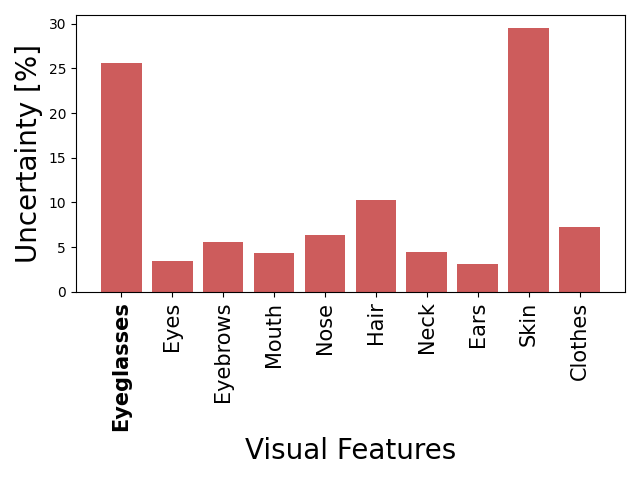 Uncertainty [%]
30
25
20
15
10
5
0
Eyeglasses
Eyes
Eyebrows
Mouth
Nose
Hair
Neck
Ears
Skin
Clothes
Visual Features